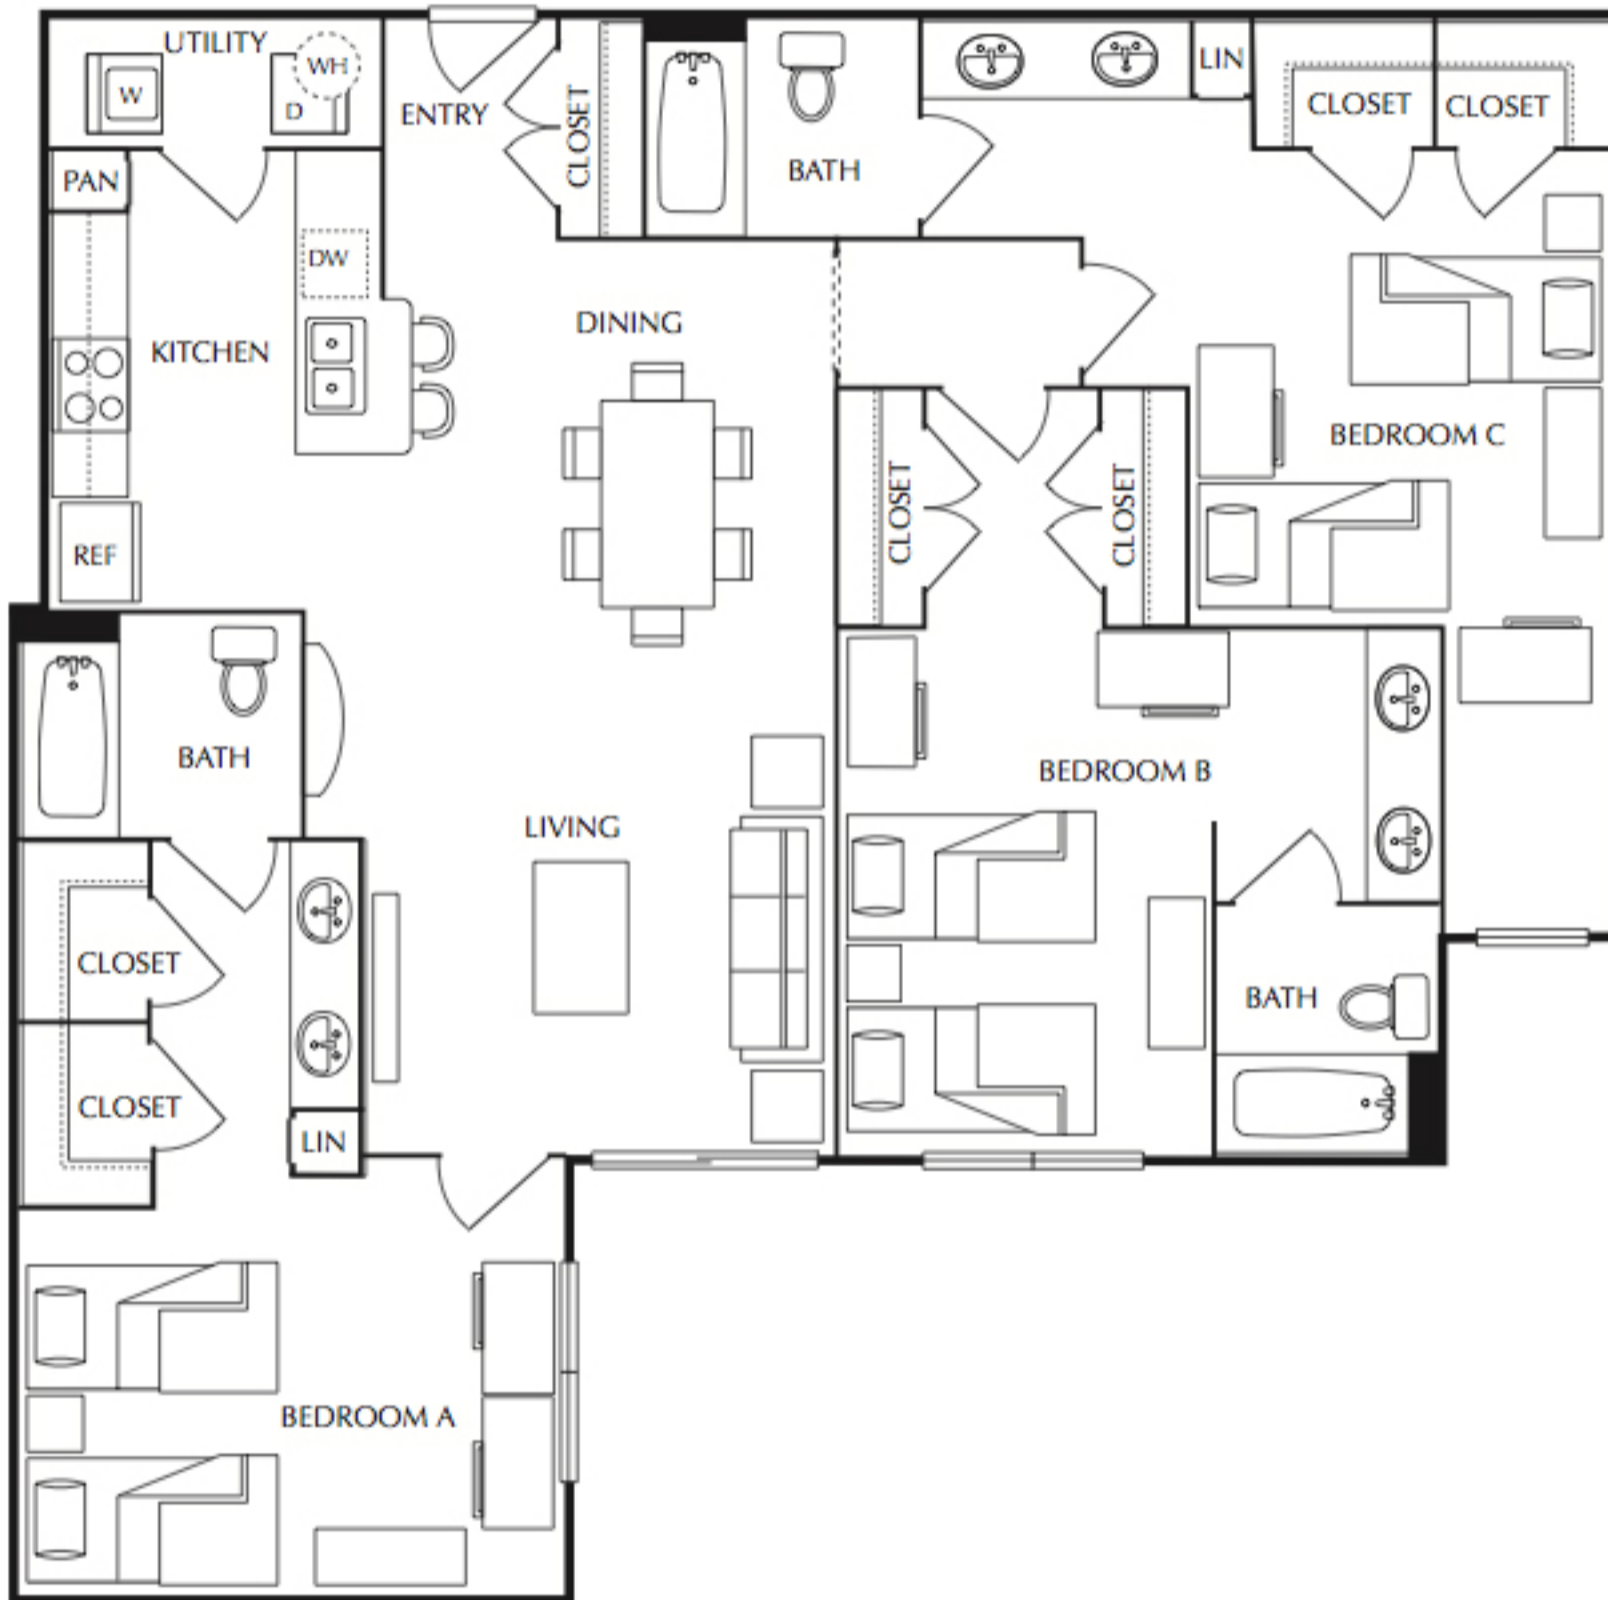 UTILITY
WH
W
D
ENTRY
CLOSET
BATH
LIN
CLOSET
CLOSET
PAN
DW
KITCHEN
DINING
BEDROOM C
CLOSET
CLOSET
REF
BATH
BEDROOM B
LIVING
CLOSET
BATH
CLOSET
LIN
BEDROOM A